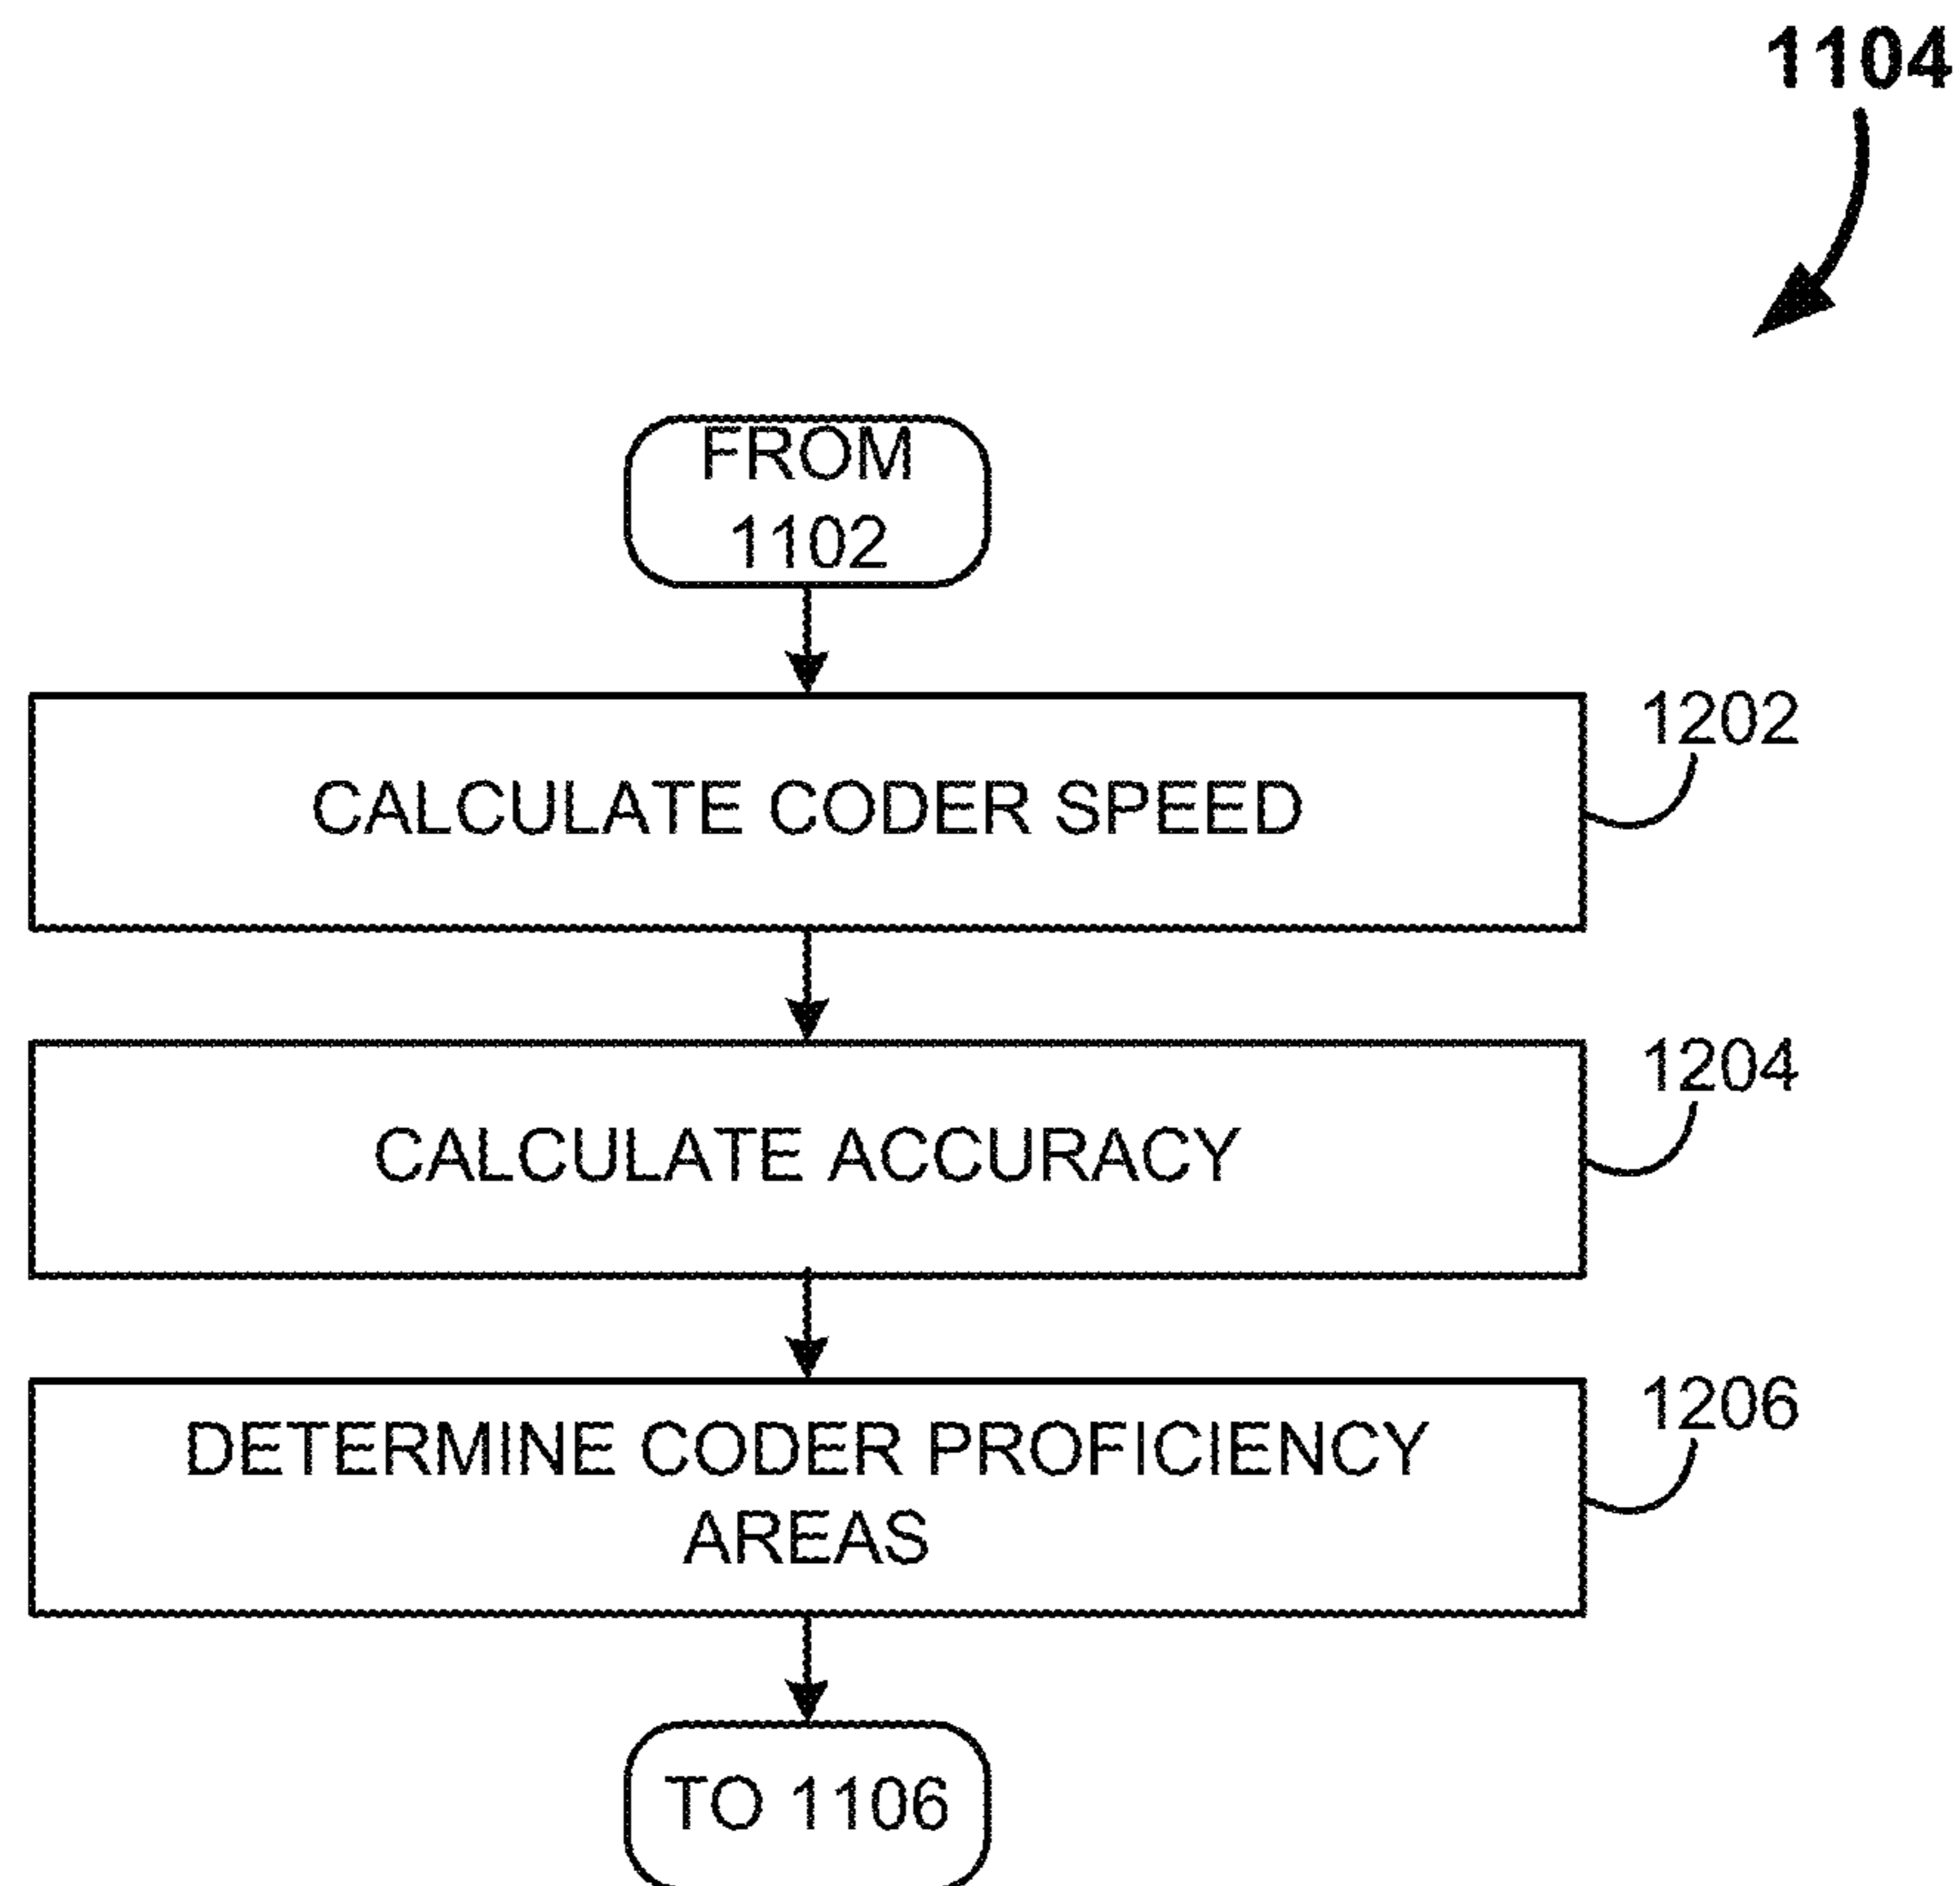 1104
FROM
1102
1202
CALCULATE CODER SPEED
1204
CALCULATE ACCURACY
1206
DETERMINE CODER PROFICIENCY
AREAS
TO 1106